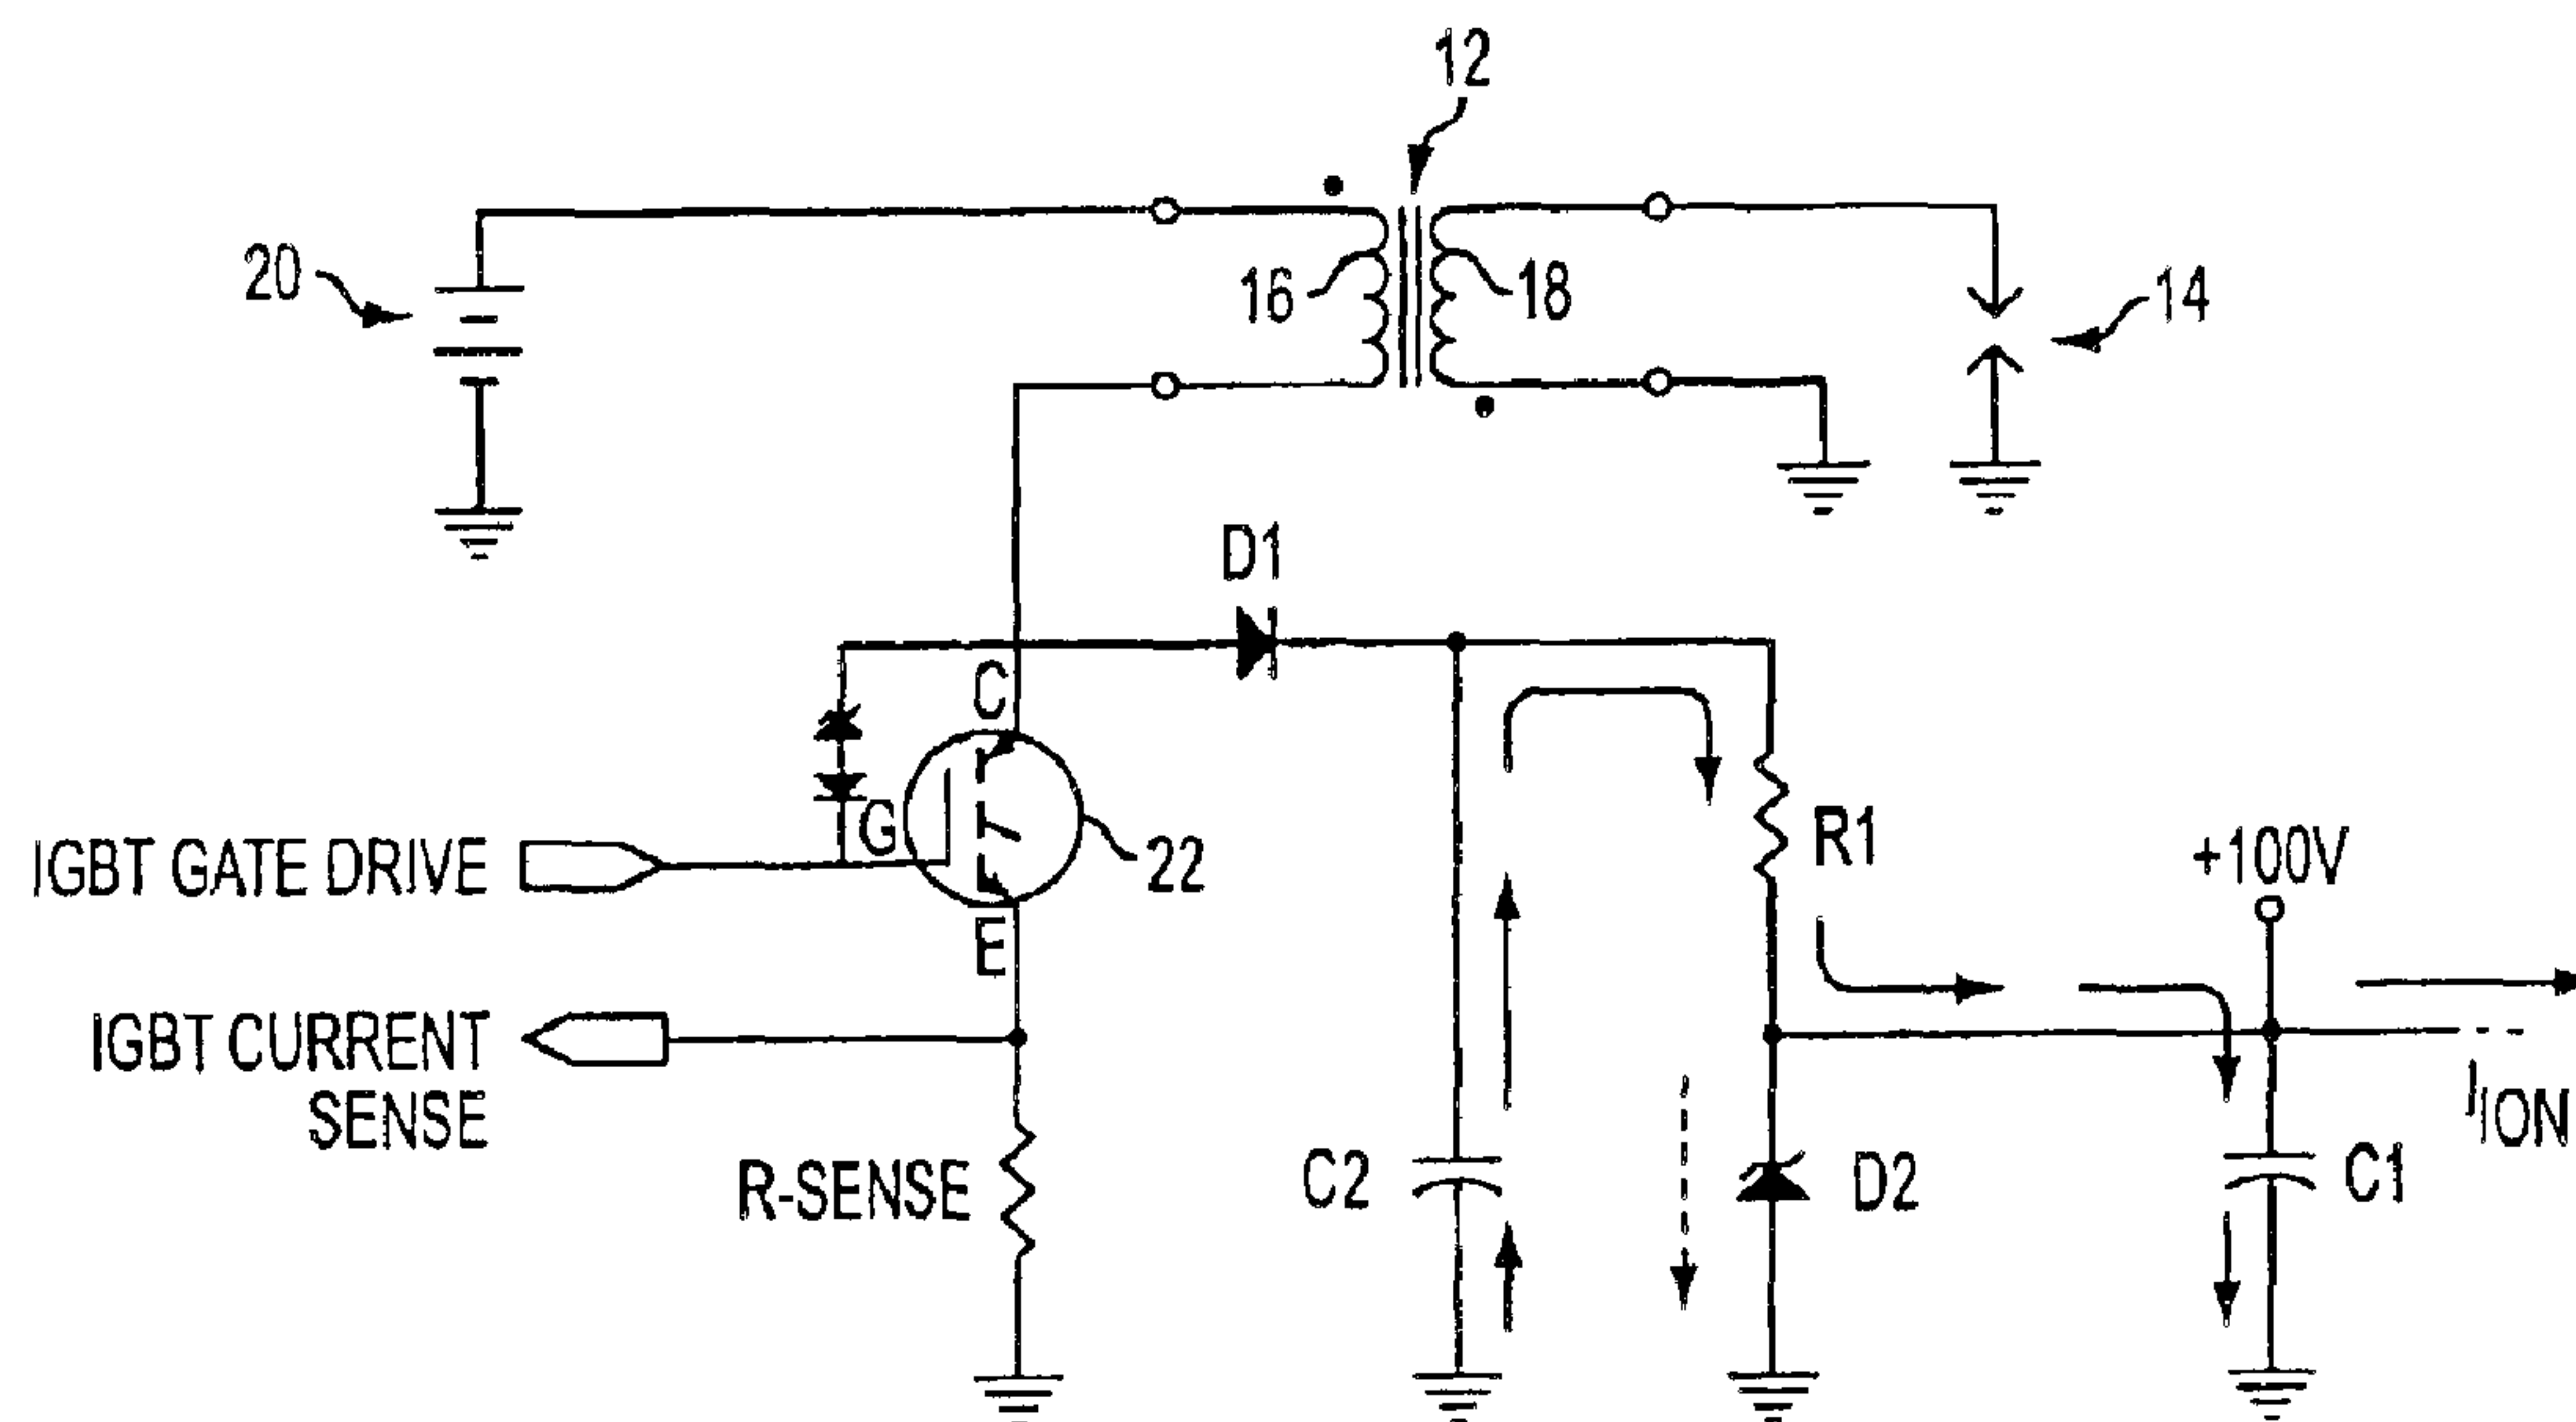 12
20
16
18
14
D1
C
G
22
IGBT GATE DRIVE
R1
+100V
E
IGBT CURRENT
SENSE
I ION
R-SENSE
C2
D2
C1